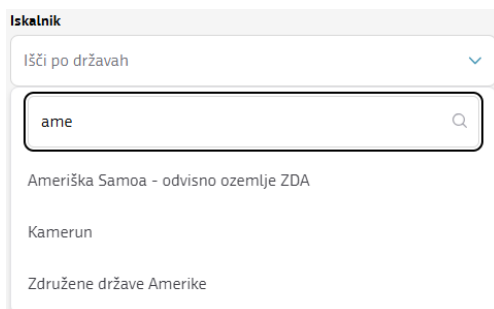 Iskalnik
Išči po državah
ame
Ameriška Samoa - odvisno ozemlje ZDA
Kamerun
Združene države Amerike